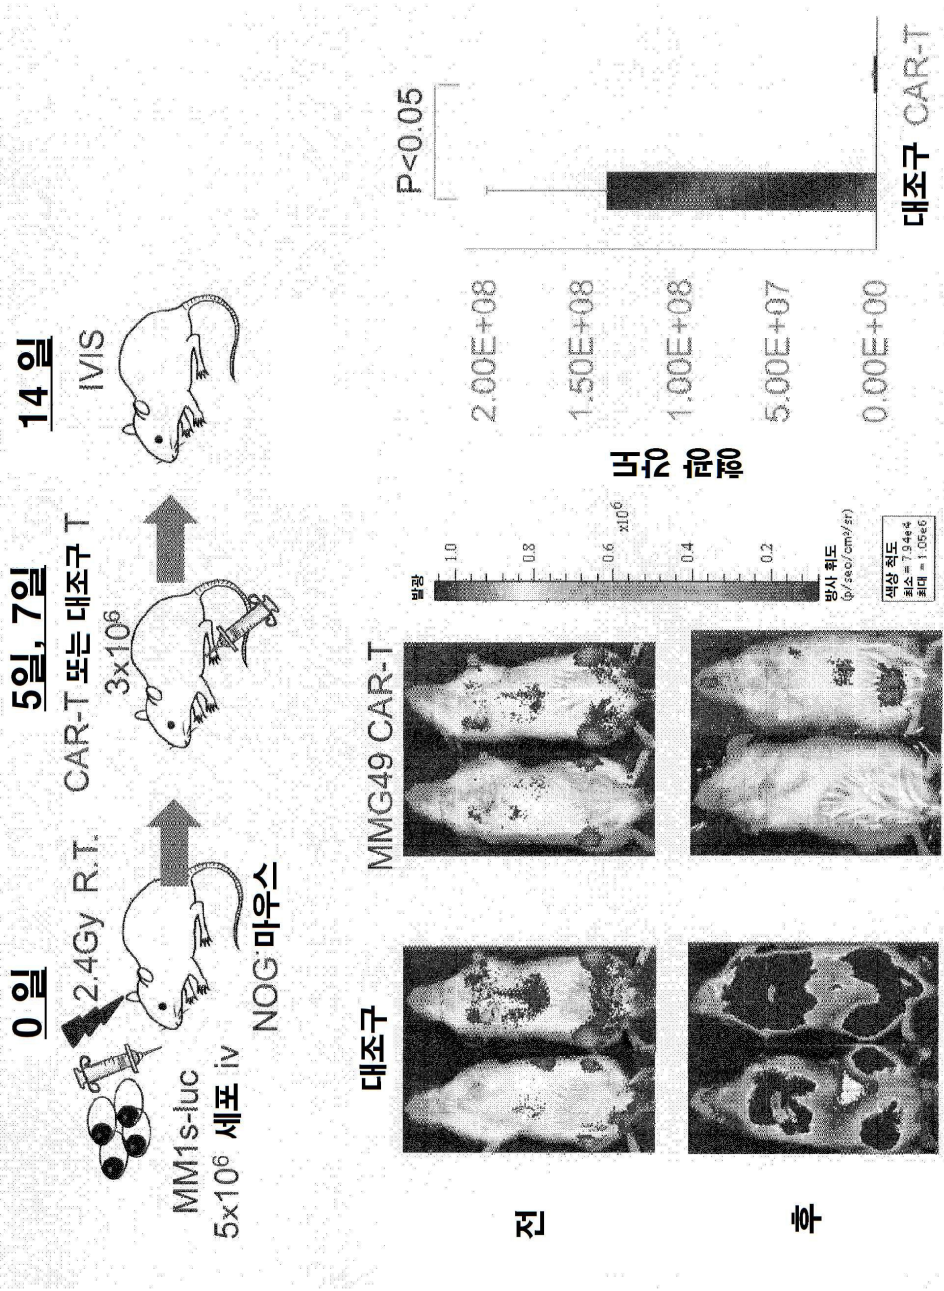 0 일
2.4Gy R.T.
MM1s-luc
5x10⁶ 세포 iv
NOG 마우스
5일, 7일
CAR-T 또는 대조구 T
3x10⁶
14 일
IVIS
대조구
MMG49 CAR-T
전
후
발광
1.0
0.8
0.6
x10⁶
0.4
0.2
방사 휘도
(p/sec/cm²/sr)
색상 척도
최소 = 7.94e4
최대 = 1.05e6
형광 강도
2.00E+08
1.50E+08
1.00E+08
5.00E+07
0.00E+00
P<0.05
대조구
CAR-T